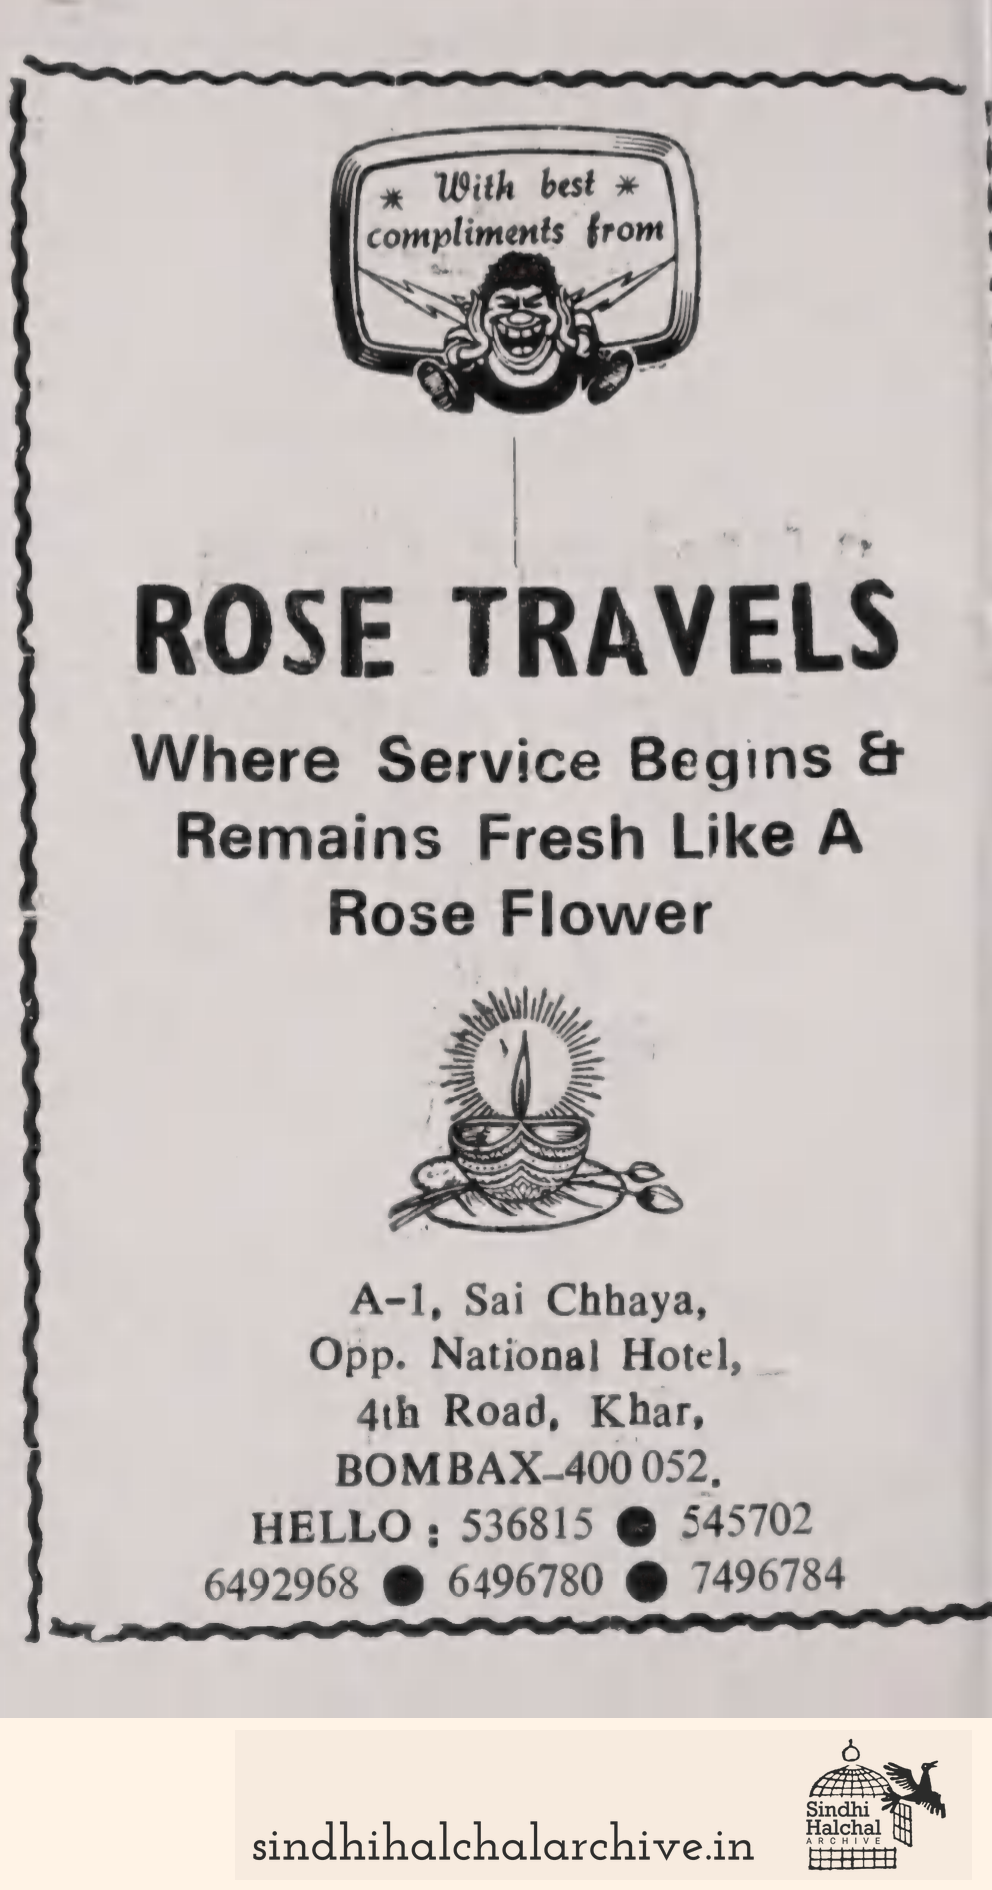 * With best *
compliments from
ROSE TRAVELS
Where Service Begins &
Remains Fresh Like A
Rose Flower
A-1, Sai Chhaya,
Opp. National Hotel,
4th Road, Khar,
BOMBAX-400 052.
HELLO : 536815 ● 545702
6492968 ● 6496780 ● 7496784
sindhihalchalarchive.in
Sindhi
Halchal
ARCHIVE